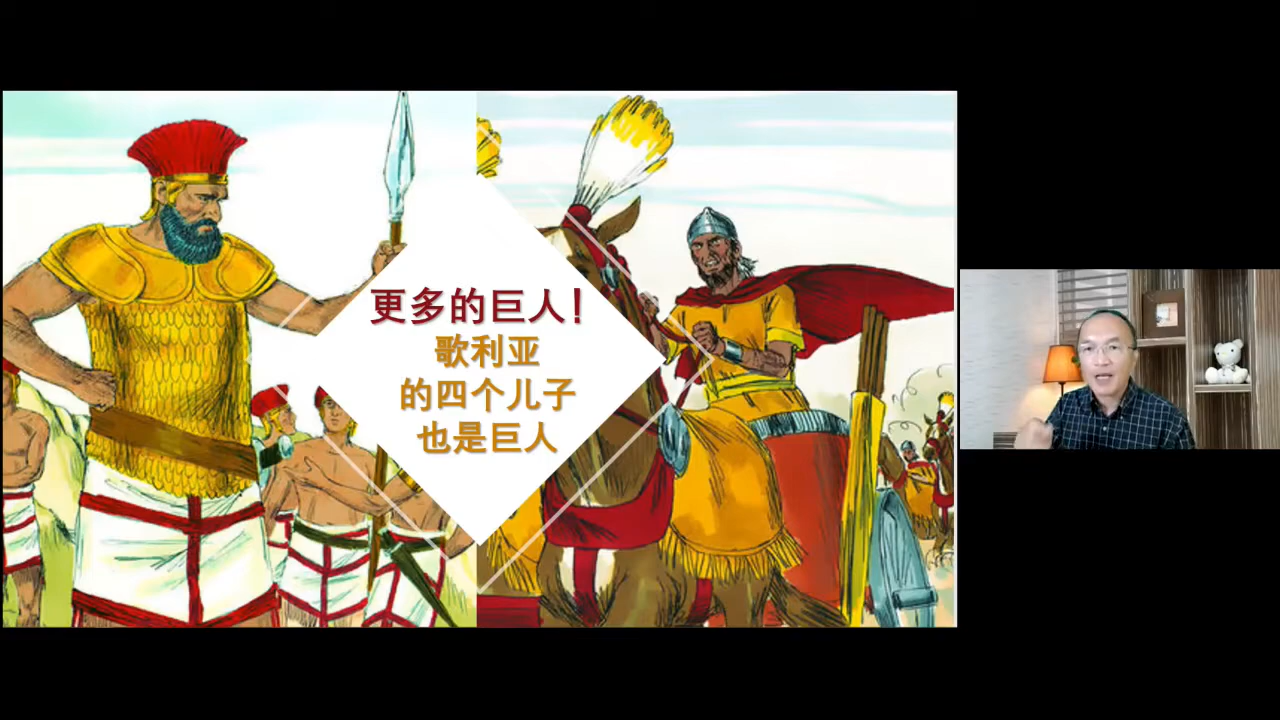 更多的巨人！
歌利亚
的四个儿子
也是巨人